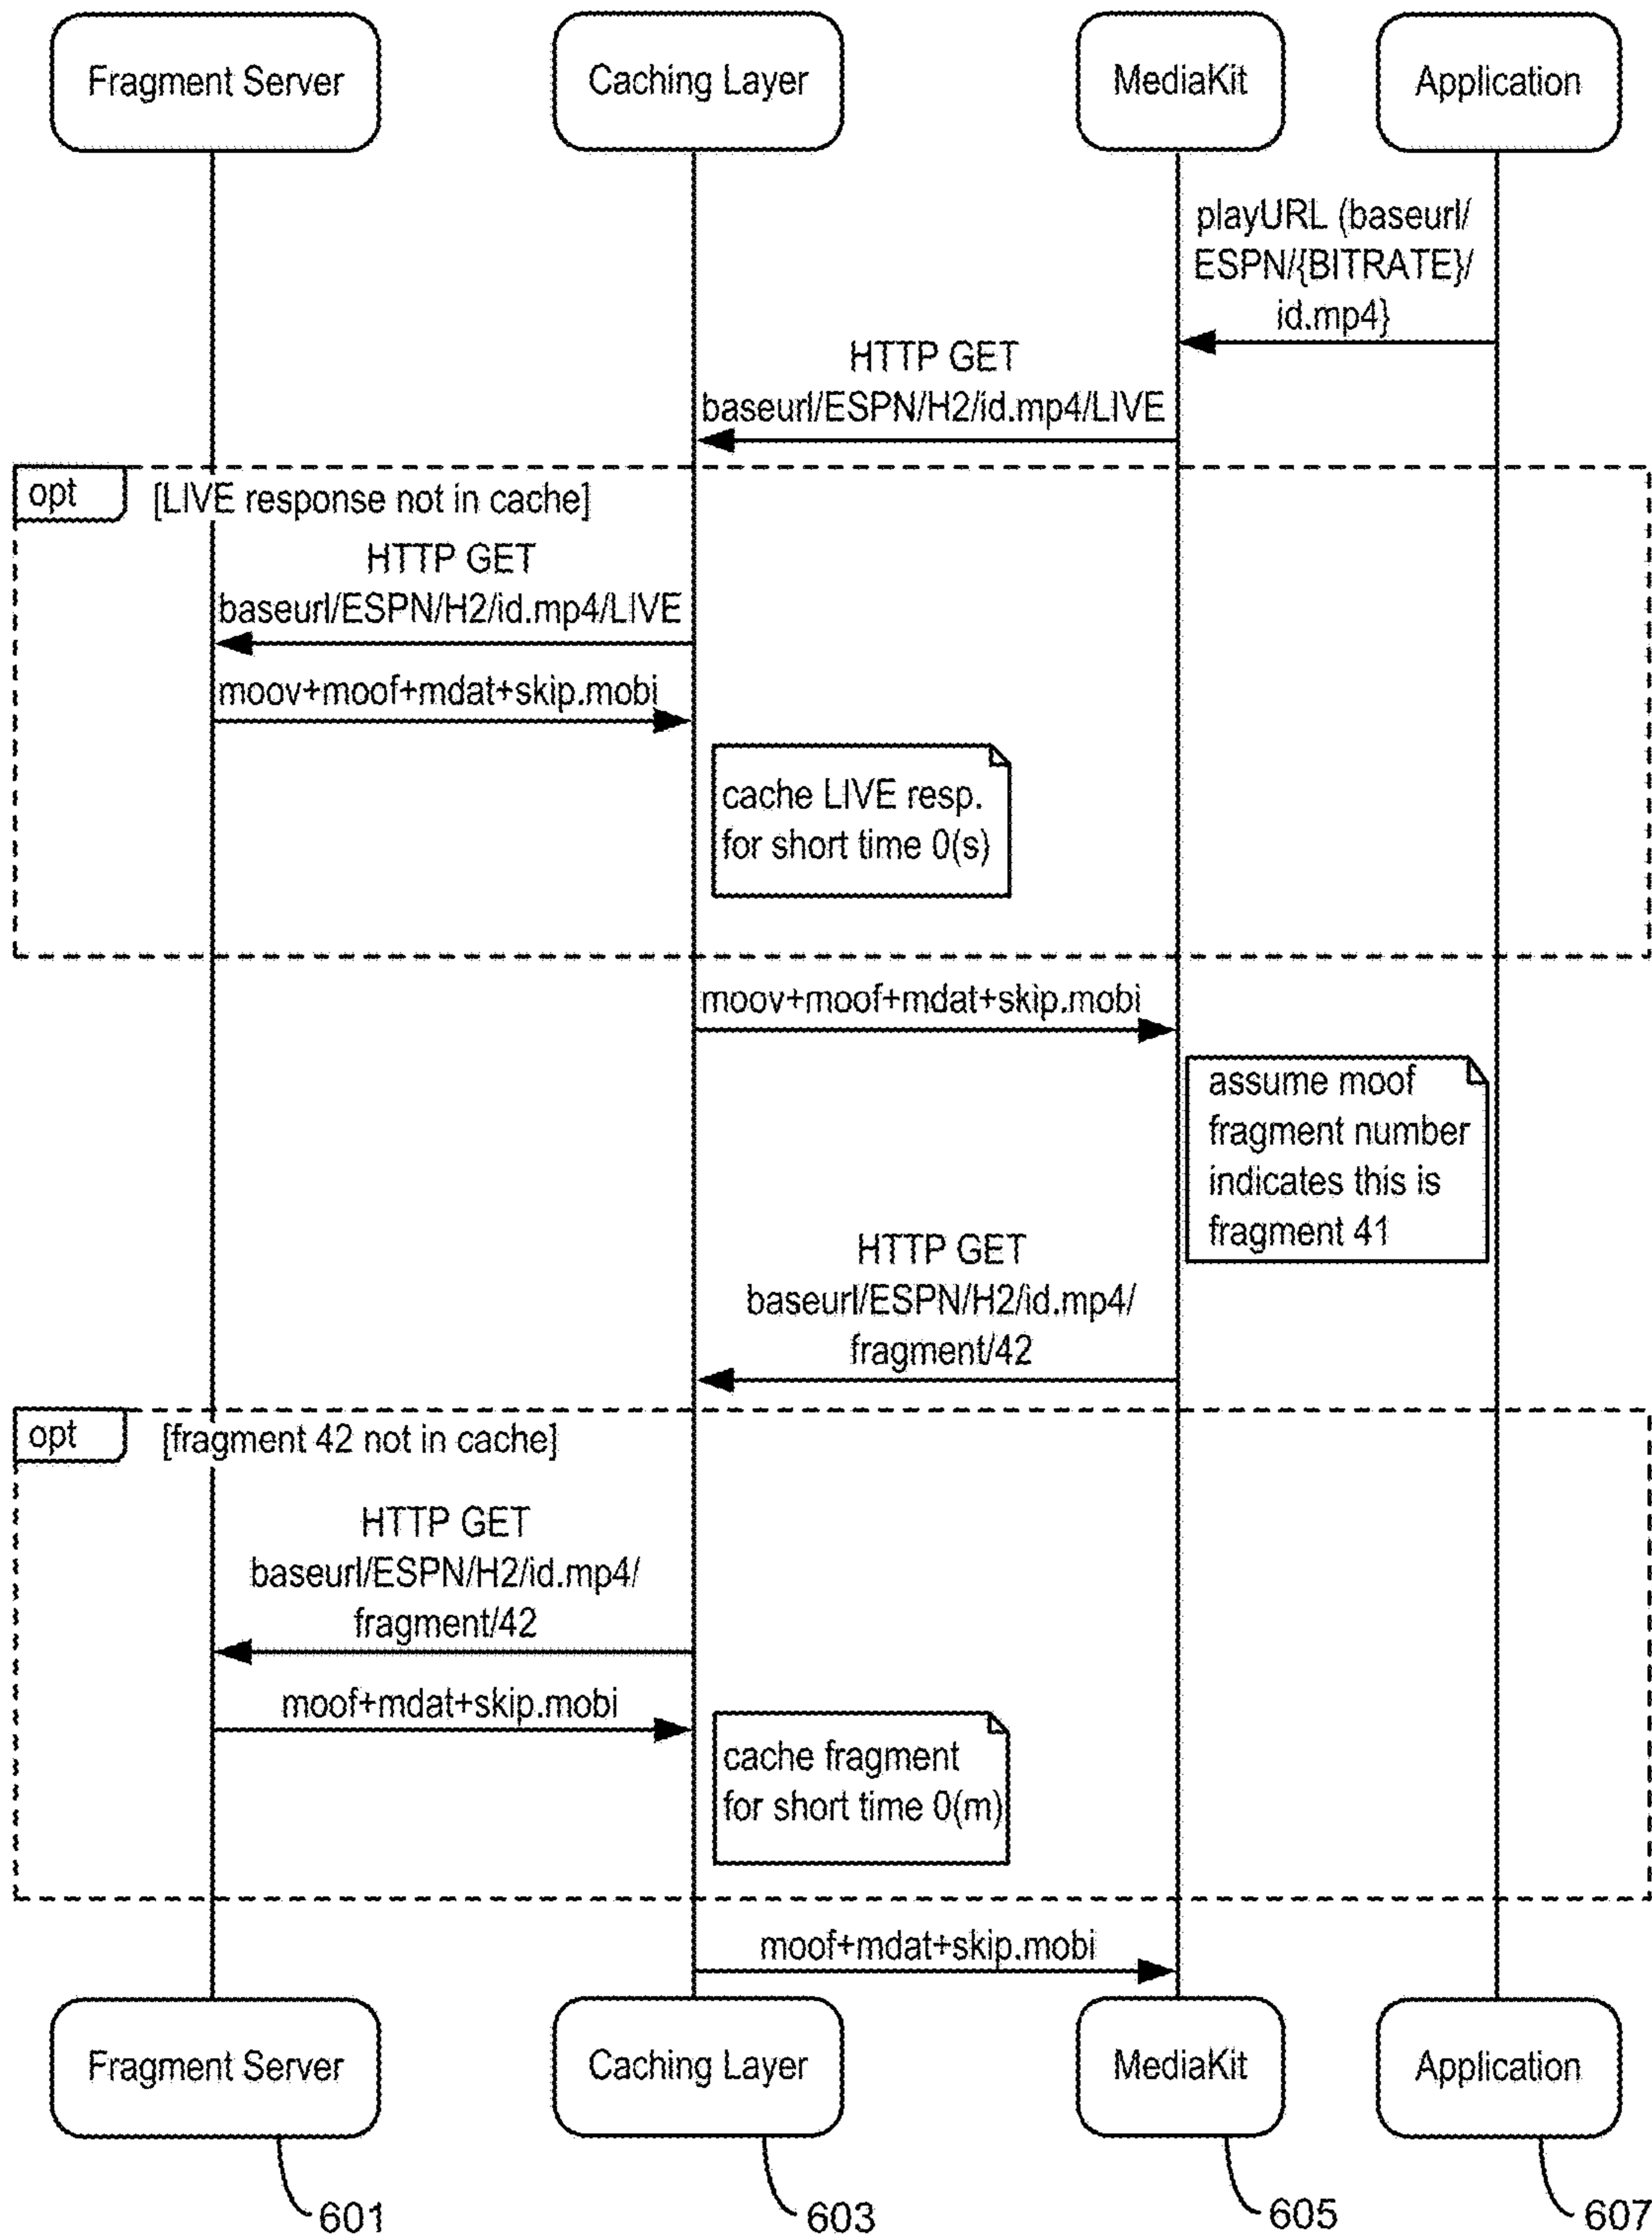 Fragment Server
Caching Layer
MediaKit
Application
playURL (baseurl/
ESPN/{BITRATE}/
id.mp4}
HTTP GET
baseurl/ESPN/H2/id.mp4/LIVE
opt
[LIVE response not in cache]
HTTP GET
baseurl/ESPN/H2/id.mp4/LIVE
moov+moof+mdat+skip.mobi
cache LIVE resp.
for short time 0(s)
moov+moof+mdat+skip.mobi
assume moof
fragment number
indicates this is
fragment 41
HTTP GET
baseurl/ESPN/H2/id.mp4/
fragment/42
opt
[fragment 42 not in cache]
HTTP GET
baseurl/ESPN/H2/id.mp4/
fragment/42
moof+mdat+skip.mobi
cache fragment
for short time 0(m)
moof+mdat+skip.mobi
Fragment Server
Caching Layer
MediaKit
Application
601
603
605
607